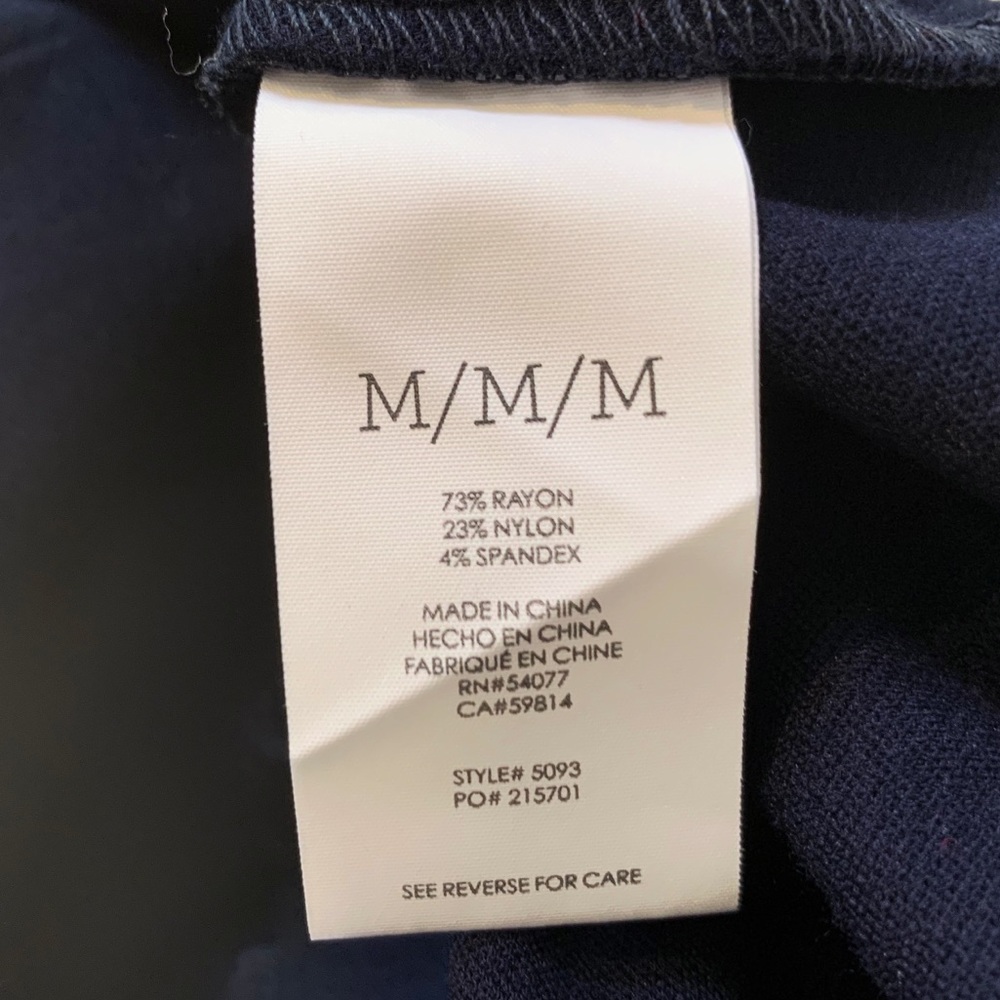 M/M/M
73% RAYON
23% NYLON
4% SPANDEX
MADE IN CHINA
HECHO EN CHINA
FABRIQUÉ EN CHINE
RN#54077
CA#59814
STYLE# 5093
PO# 215701
SEE REVERSE FOR CARE